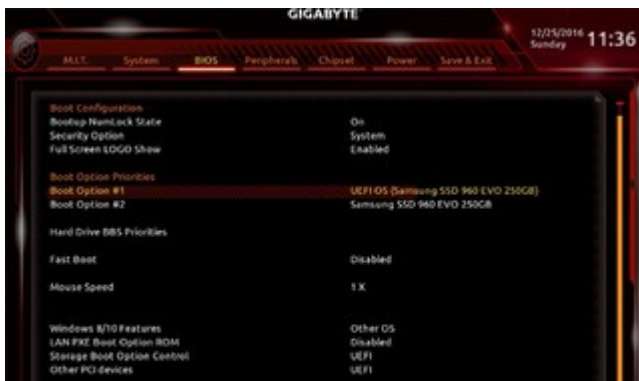 GIGABYTE
12/25/2016 11:36
Sunday
M.I.T. System BIOS Peripherals Chipset Power Save & Exit
Boot Configuration
Bootup NumLock State On
Security Option System
Full Screen LOGO Show Enabled
Boot Option Priorities
Boot Option #1 UEFI OS (Samsung SSD 960 EVO 250GB)
Boot Option #2 Samsung SSD 960 EVO 250GB
Hard Drive BBS Priorities
Fast Boot Disabled
Mouse Speed 1 X
Windows 8/10 Features Other OS
LAN PXE Boot Option ROM Disabled
Storage Boot Option Control UEFI
Other PCI devices UEFI